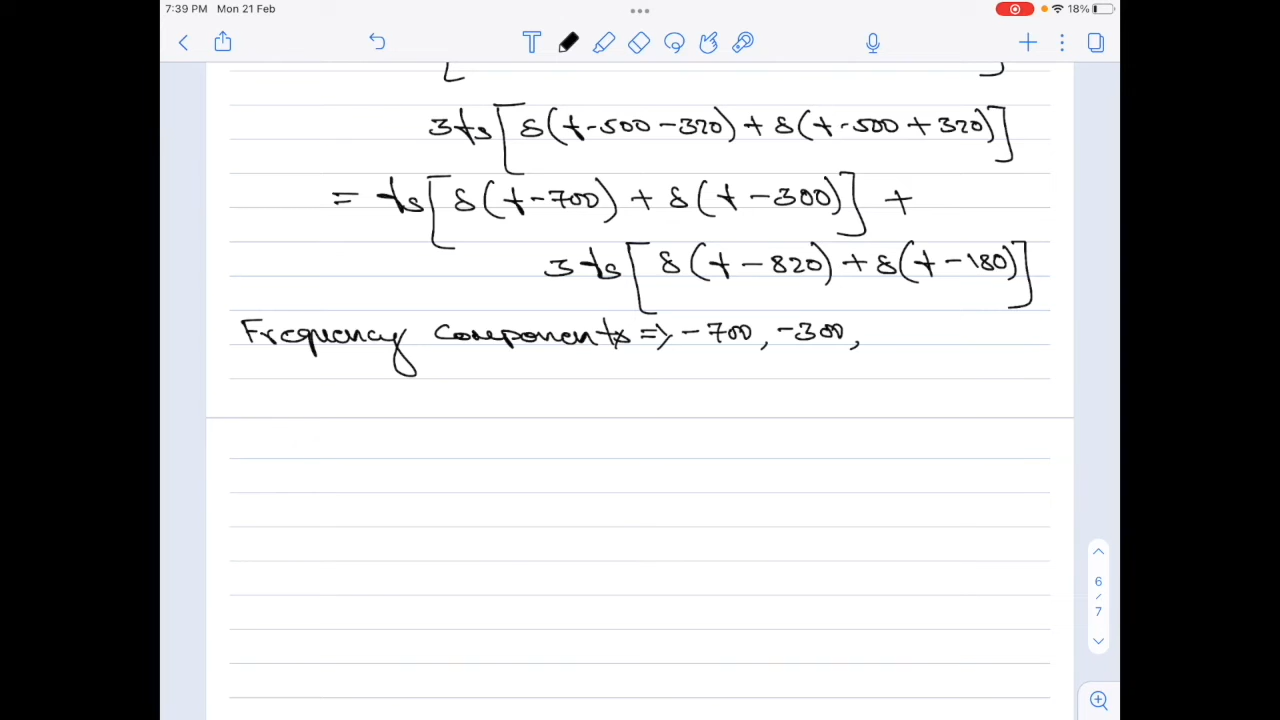 7:39 PM Mon 21 Feb 18%
3fs[δ(f-500-320)+δ(f-500+320)]
= fs[δ(f-700)+δ(f-300)] +
3fs[δ(f-820)+δ(f-180)]
Frequency Components => -700, -300,
6
/
7